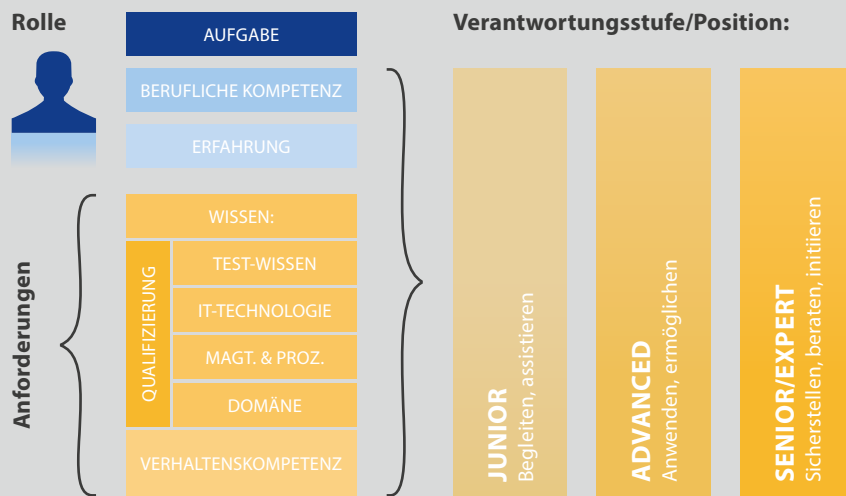 Rolle
AUFGABE
BERUFLICHE KOMPETENZ
ERFAHRUNG
Anforderungen
WISSEN:
QUALIFIZIERUNG
TEST-WISSEN
IT-TECHNOLOGIE
MAGT. & PROZ.
DOMÄNE
VERHALTENSKOMPETENZ
Verantwortungsstufe/Position:
JUNIOR
Begleiten, assistieren
ADVANCED
Anwenden, ermöglichen
SENIOR/EXPERT
Sicherstellen, beraten, initiieren